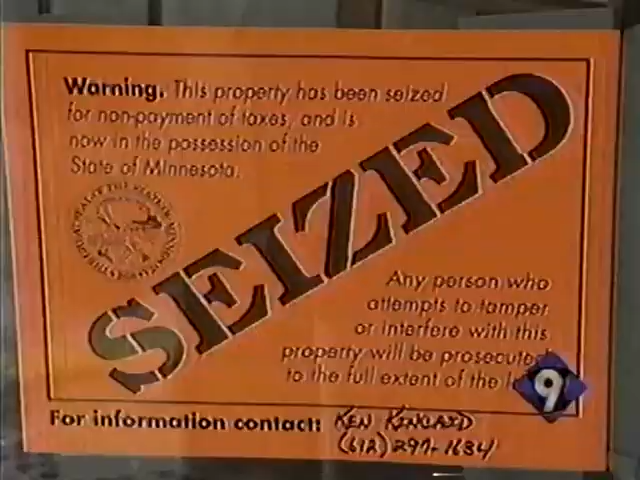 Warning. This property has been seized
for non-payment of taxes, and is
now in the possession of the
State of Minnesota.
SEIZED
Any person who
attempts to tamper
or interfere with this
property will be prosecuted
to the full extent of the
9
For information contact: KEN KINCAID
(612) 297-1634